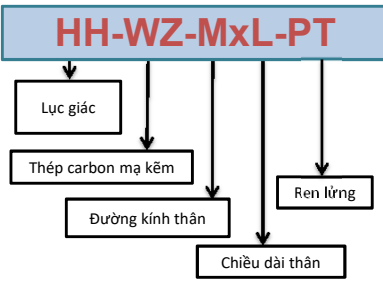 HH-WZ-MxL-PT
Lục giác
Thép carbon mạ kẽm
Ren lửng
Đường kính thân
Chiều dài thân